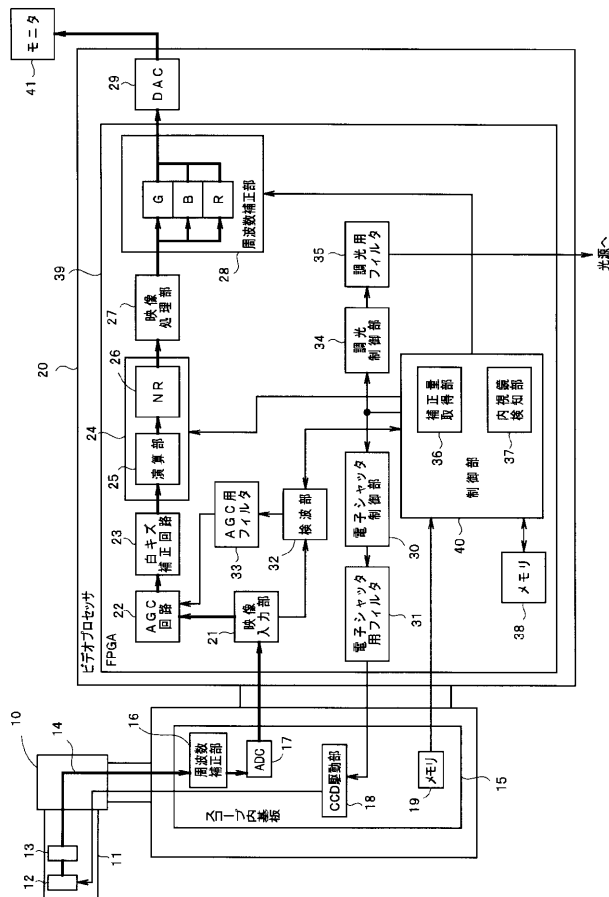 モニタ
41
ビデオプロセッサ
20
39
FPGA
DAC
29
G
B
R
周波数補正部
28
映像
処理部
27
24
NR
26
演算部
25
白キズ
補正回路
23
AGC
回路
22
AGC用フィルタ
33
検波部
32
映像
入力部
21
調光用
フィルタ
35
調光
制御部
34
光源へ
電子シャッタ
制御部
30
電子シャッタ
用フィルタ
31
補正量
取得部
36
内視鏡
検知部
37
制御部
40
メモリ
38
10
14
13
12
11
16
周波数
補正部
ADC
17
スコープ内
基板
CCD駆動部
18
メモリ
19
15